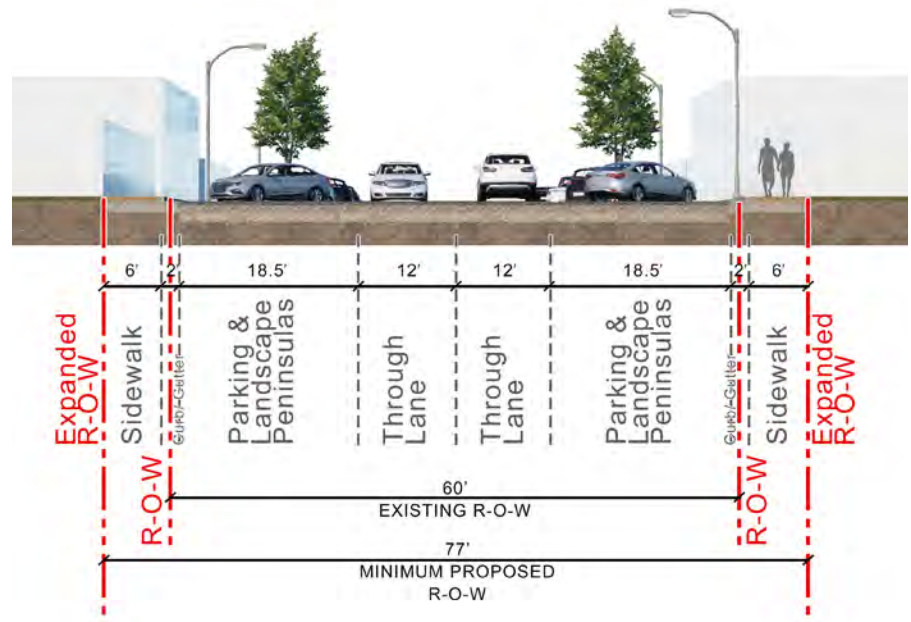 6'
2'
18.5'
12'
12'
18.5'
2'
6'
Expanded
R-O-W
Sidewalk
R-O-W
Curb/ Gutter
Parking &
Landscape
Peninsulas
Through
Lane
Through
Lane
Parking &
Landscape
Peninsulas
Curb/ Gutter
R-O-W
Sidewalk
Expanded
R-O-W
60'
EXISTING R-O-W
77'
MINIMUM PROPOSED
R-O-W